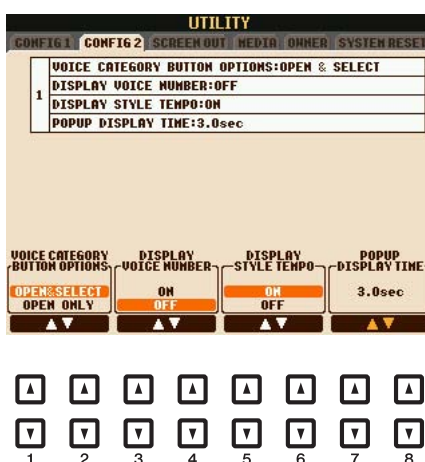 UTILITY
CONFIG 1 CONFIG 2 SCREEN OUT MEDIA OWNER SYSTEM RESET
VOICE CATEGORY BUTTON OPTIONS:OPEN & SELECT
1
DISPLAY VOICE NUMBER:OFF
DISPLAY STYLE TEMPO:ON
POPUP DISPLAY TIME:3.0sec
VOICE CATEGORY BUTTON OPTIONS
DISPLAY VOICE NUMBER
DISPLAY STYLE TEMPO
POPUP DISPLAY TIME
OPEN&SELECT ON ON 3.0sec
OPEN ONLY OFF OFF
1 2 3 4 5 6 7 8